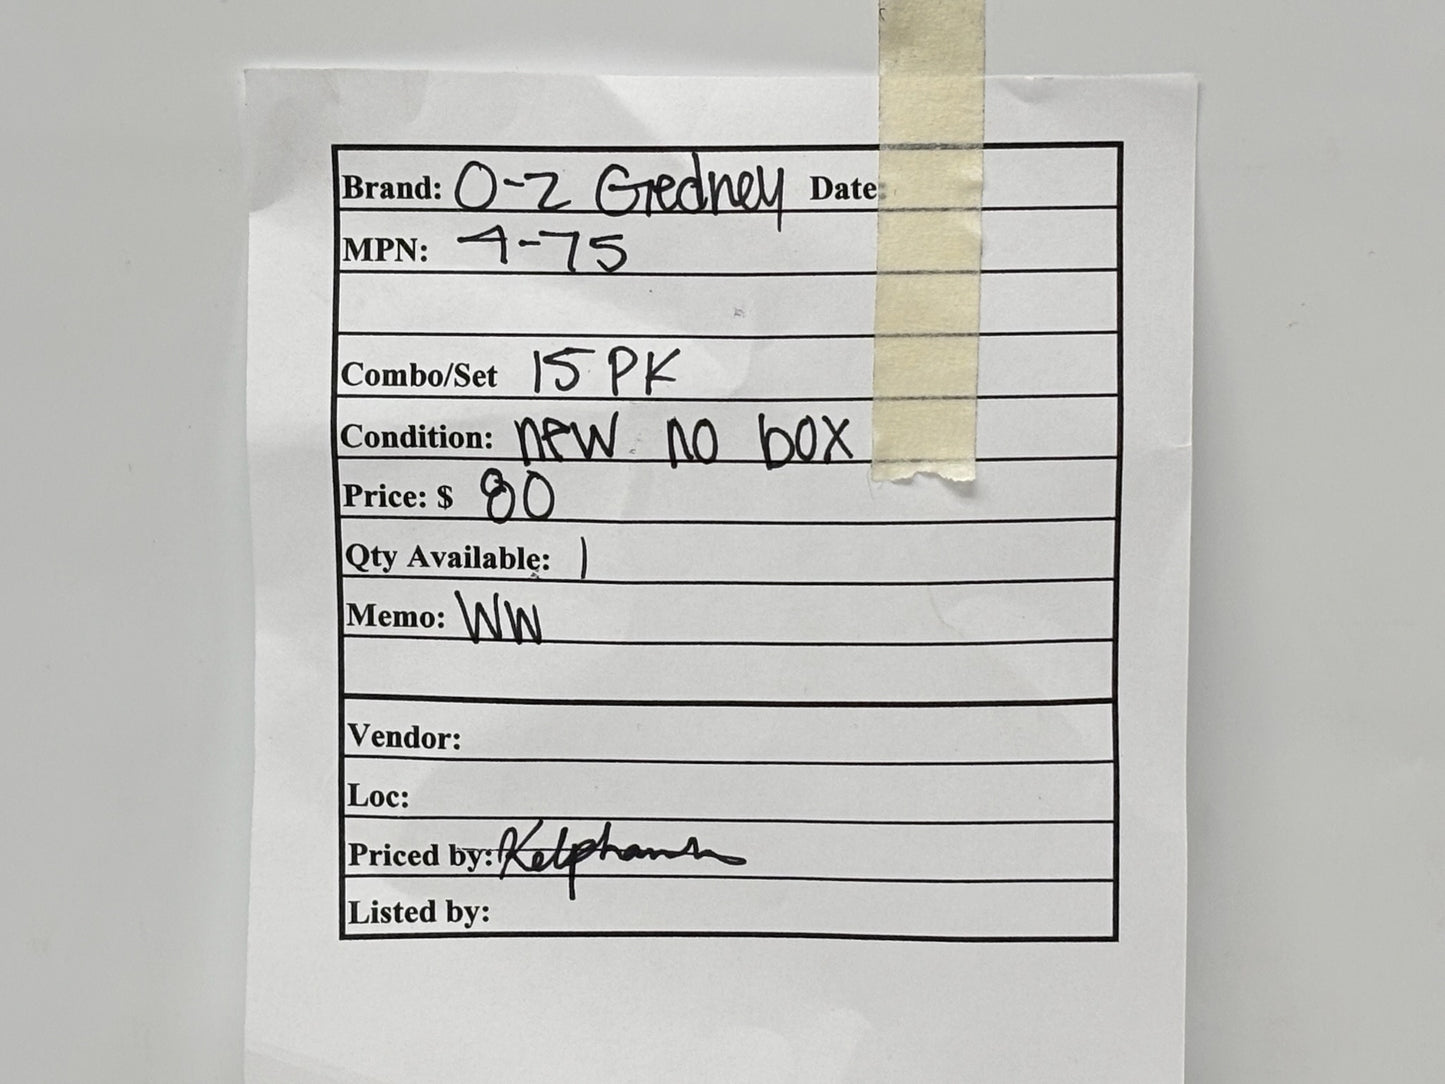 Brand: O-Z Gedney Date:
MPN: 4-75
Combo/Set 15 PK
Condition: new no box
Price: $ 80
Qty Available: 1
Memo: WW
Vendor:
Loc:
Priced by:
Listed by: